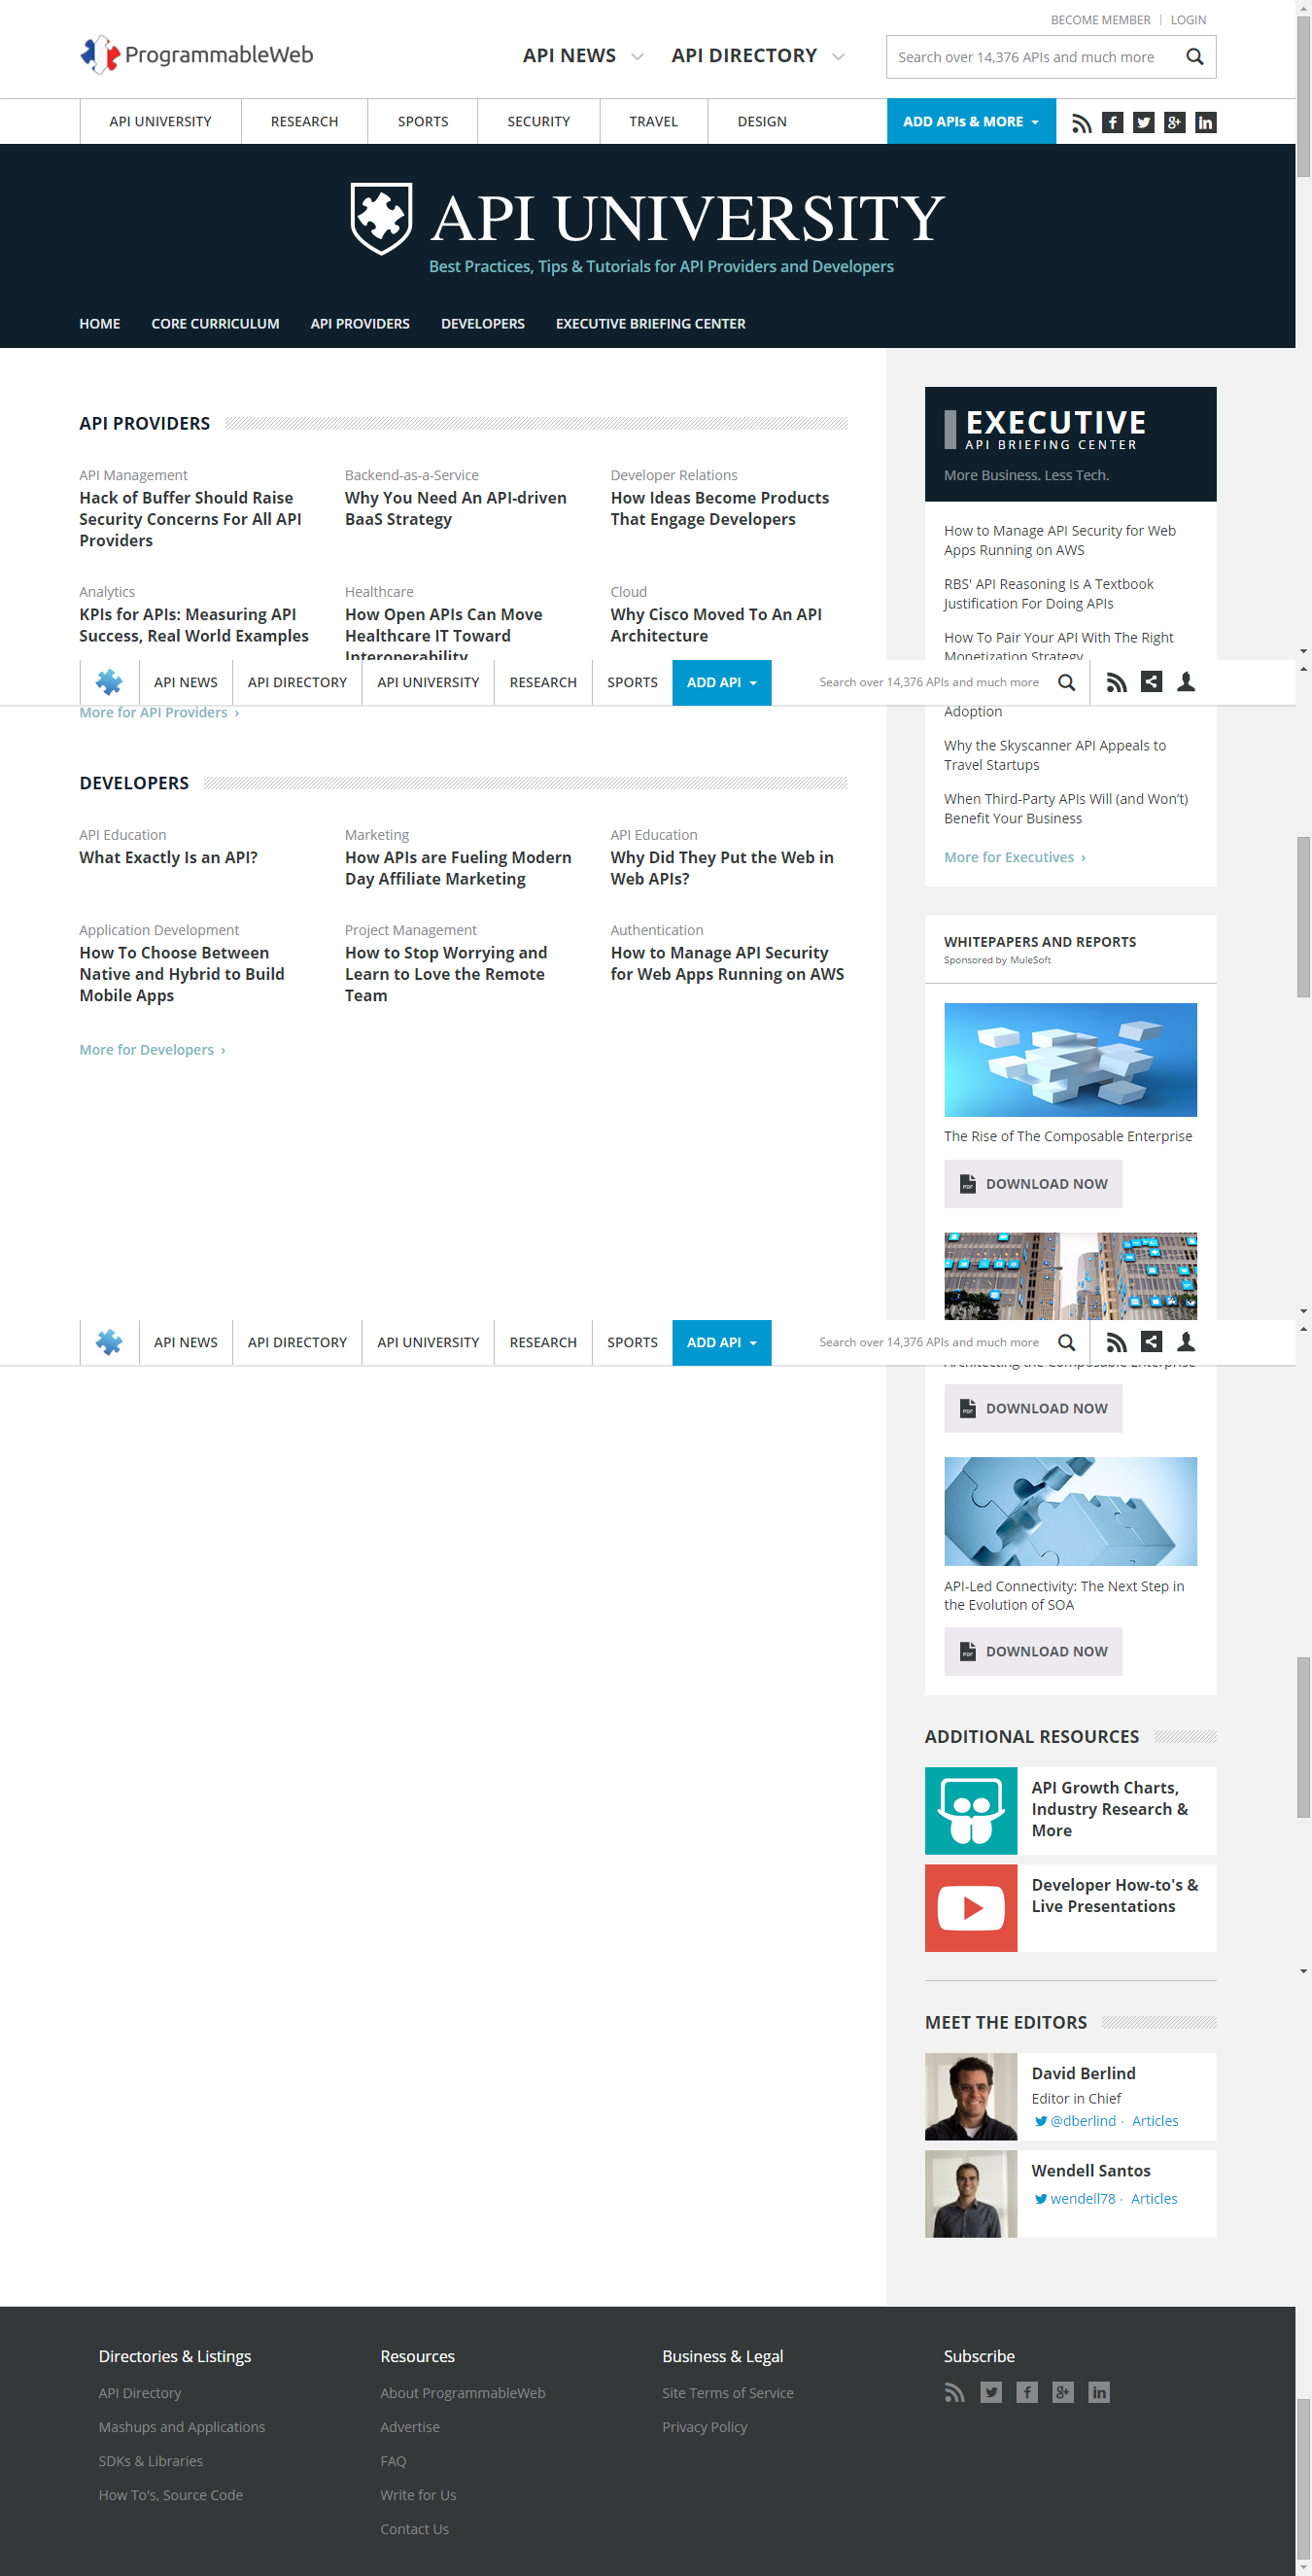 BECOME MEMBER | LOGIN
ProgrammableWeb
API NEWS API DIRECTORY
Search over 14,376 APIs and much more
API UNIVERSITY RESEARCH SPORTS SECURITY TRAVEL DESIGN ADD APIs & MORE
API UNIVERSITY
Best Practices, Tips & Tutorials for API Providers and Developers
HOME CORE CURRICULUM API PROVIDERS DEVELOPERS EXECUTIVE BRIEFING CENTER
API PROVIDERS
API Management
Hack of Buffer Should Raise
Security Concerns For All API
Providers
Backend-as-a-Service
Why You Need An API-driven
BaaS Strategy
Developer Relations
How Ideas Become Products
That Engage Developers
Analytics
KPIs for APIs: Measuring API
Success, Real World Examples
Healthcare
How Open APIs Can Move
Healthcare IT Toward
Interoperability
Cloud
Why Cisco Moved To An API
Architecture
EXECUTIVE
API BRIEFING CENTER
More Business. Less Tech.
How to Manage API Security for Web
Apps Running on AWS
RBS' API Reasoning Is A Textbook
Justification For Doing APIs
How To Pair Your API With The Right
Monetization Strategy
API NEWS API DIRECTORY API UNIVERSITY RESEARCH SPORTS ADD API Search over 14,376 APIs and much more
More for API Providers ›
Adoption
Why the Skyscanner API Appeals to
Travel Startups
When Third-Party APIs Will (and Won't)
Benefit Your Business
More for Executives ›
DEVELOPERS
API Education
What Exactly Is an API?
Marketing
How APIs are Fueling Modern
Day Affiliate Marketing
API Education
Why Did They Put the Web in
Web APIs?
Application Development
How To Choose Between
Native and Hybrid to Build
Mobile Apps
Project Management
How to Stop Worrying and
Learn to Love the Remote
Team
Authentication
How to Manage API Security
for Web Apps Running on AWS
More for Developers ›
WHITEPAPERS AND REPORTS
Sponsored by MuleSoft
The Rise of The Composable Enterprise
PDF DOWNLOAD NOW
API NEWS API DIRECTORY API UNIVERSITY RESEARCH SPORTS ADD API Search over 14,376 APIs and much more
Architecting the Composable Enterprise
PDF DOWNLOAD NOW
API-Led Connectivity: The Next Step in
the Evolution of SOA
PDF DOWNLOAD NOW
ADDITIONAL RESOURCES
API Growth Charts,
Industry Research &
More
Developer How-to's &
Live Presentations
MEET THE EDITORS
David Berlind
Editor in Chief
@dberlind - Articles
Wendell Santos
wendell78 - Articles
Directories & Listings
API Directory
Mashups and Applications
SDKs & Libraries
How To's, Source Code
Resources
About ProgrammableWeb
Advertise
FAQ
Write for Us
Contact Us
Business & Legal
Site Terms of Service
Privacy Policy
Subscribe